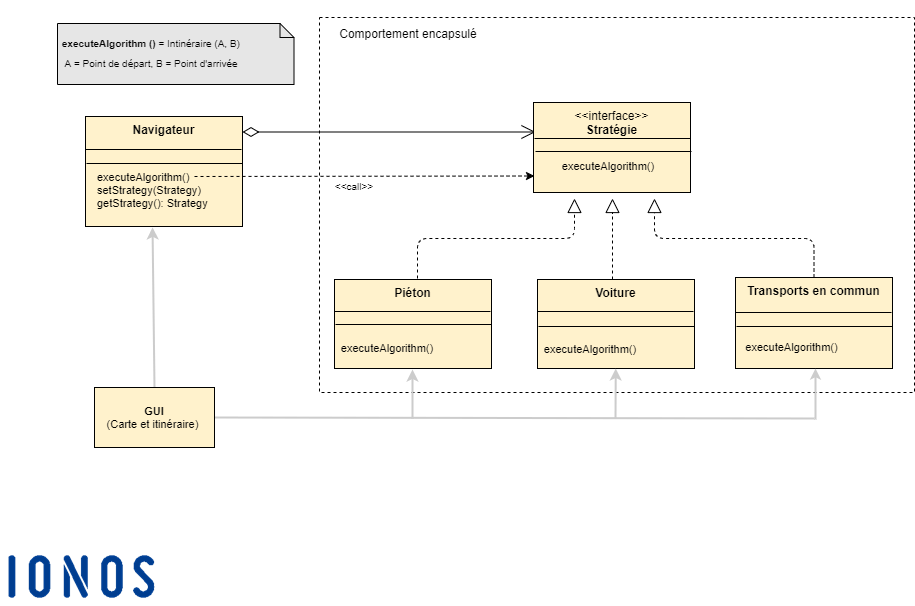 executeAlgorithm () = Intinéraire (A, B)
A = Point de départ, B = Point d'arrivée
Comportement encapsulé
Navigateur
executeAlgorithm()
setStrategy(Strategy)
getStrategy(): Strategy
<<call>>
<<interface>>
Stratégie
executeAlgorithm()
Piéton
executeAlgorithm()
Voiture
executeAlgorithm()
Transports en commun
executeAlgorithm()
GUI
(Carte et itinéraire)
IONOS